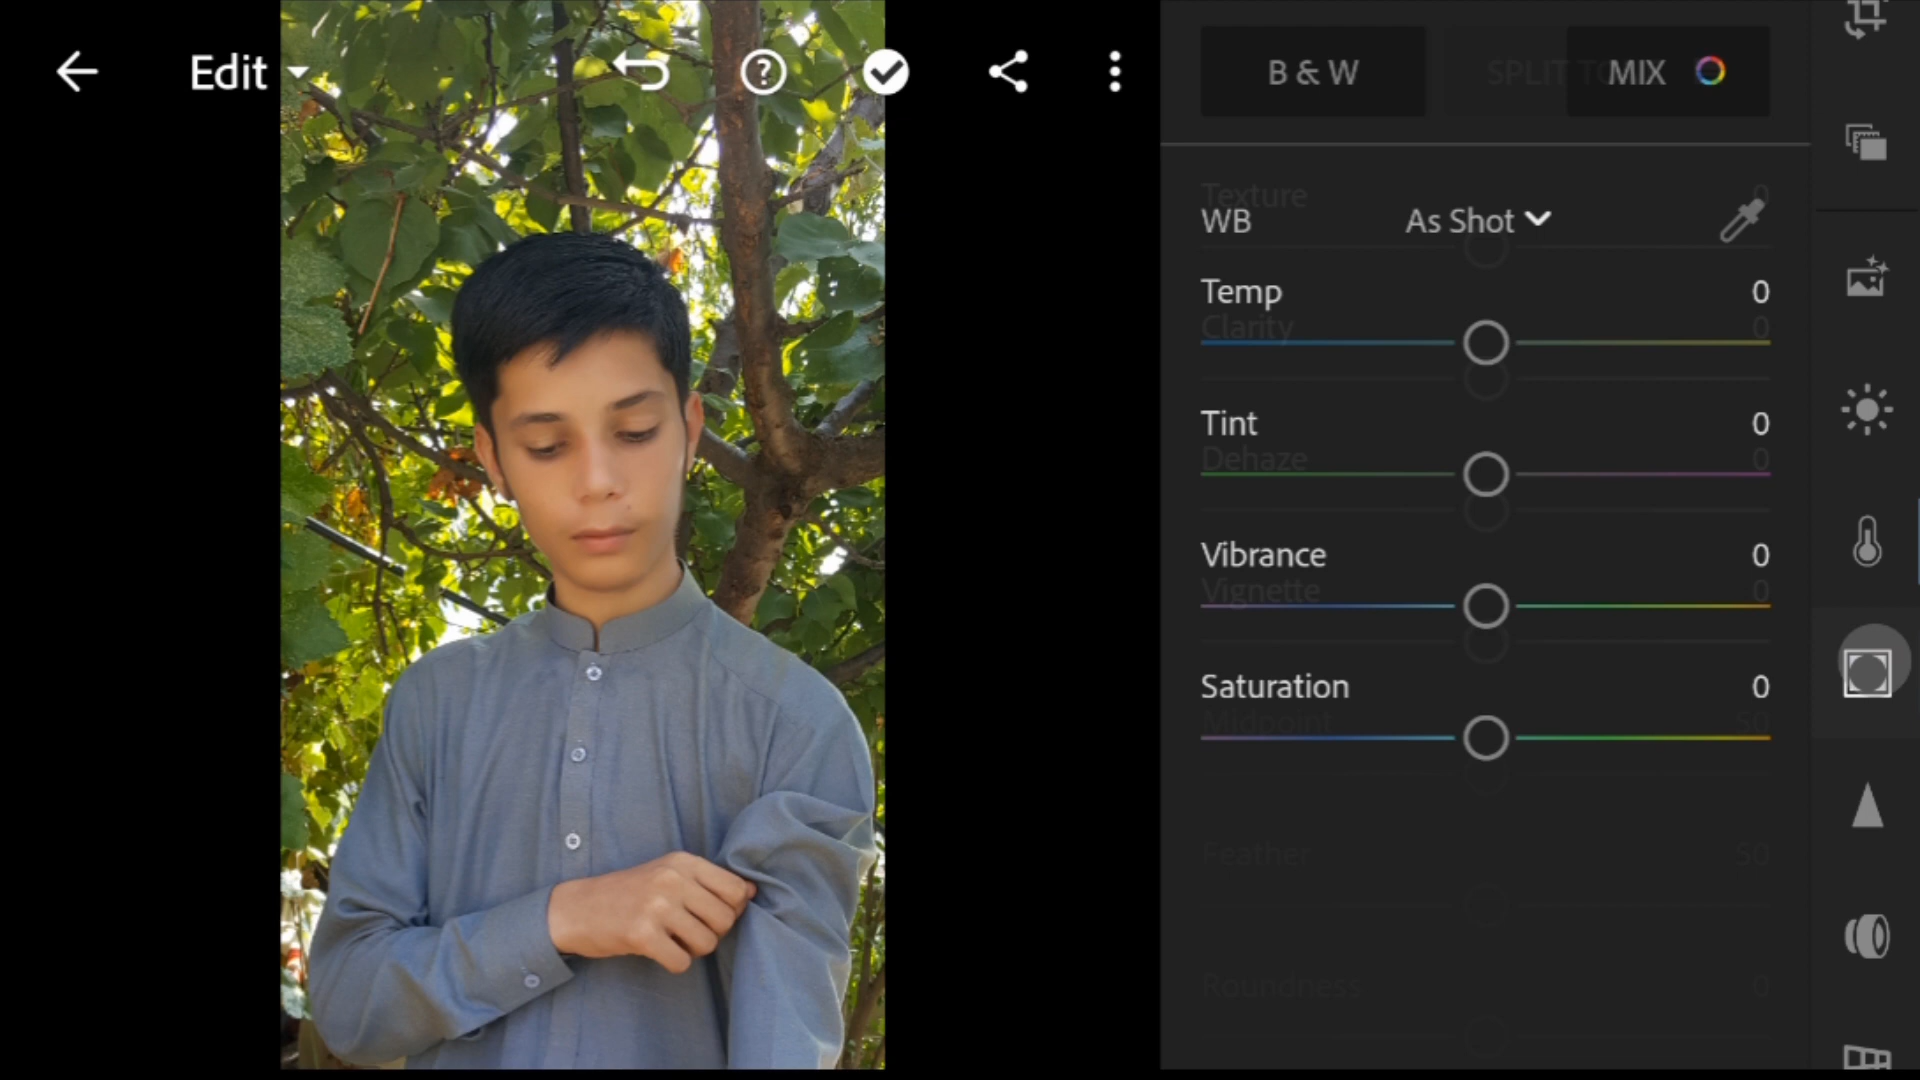 Edit
B & W
SPLIT TO
MIX
Texture 0
WB As Shot
Temp 0
Clarity 0
Tint 0
Dehaze 0
Vibrance 0
Vignette 0
Saturation 0
Midpoint 50
Feather 50
Roundness 0